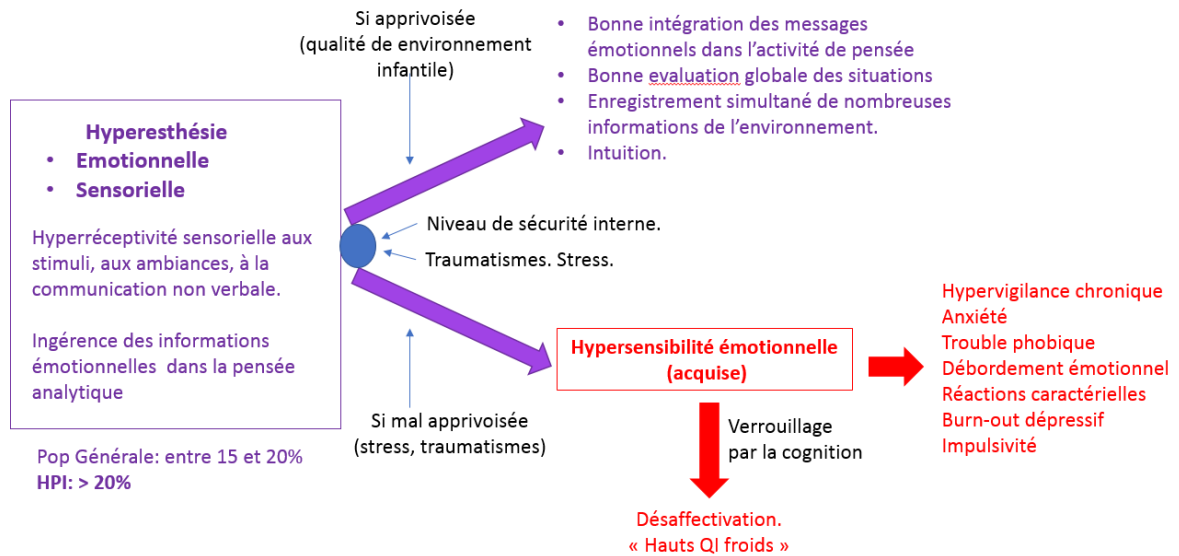 Si apprivoisée
(qualité de environnement
infantile)
• Bonne intégration des messages
émotionnels dans l'activité de pensée
• Bonne evaluation globale des situations
• Enregistrement simultané de nombreuses
informations de l'environnement.
• Intuition.
Hyperesthésie
• Emotionnelle
• Sensorielle
Hyperréceptivité sensorielle aux
stimuli, aux ambiances, à la
communication non verbale.
Ingérence des informations
émotionnelles dans la pensée
analytique
Pop Générale: entre 15 et 20%
HPI: > 20%
Niveau de sécurité interne.
Traumatismes. Stress.
Si mal apprivoisée
(stress, traumatismes)
Hypersensibilité émotionnelle
(acquise)
Verrouillage
par la cognition
Désaffectivation.
« Hauts QI froids »
Hypervigilance chronique
Anxiété
Trouble phobique
Débordement émotionnel
Réactions caractérielles
Burn-out dépressif
Impulsivité